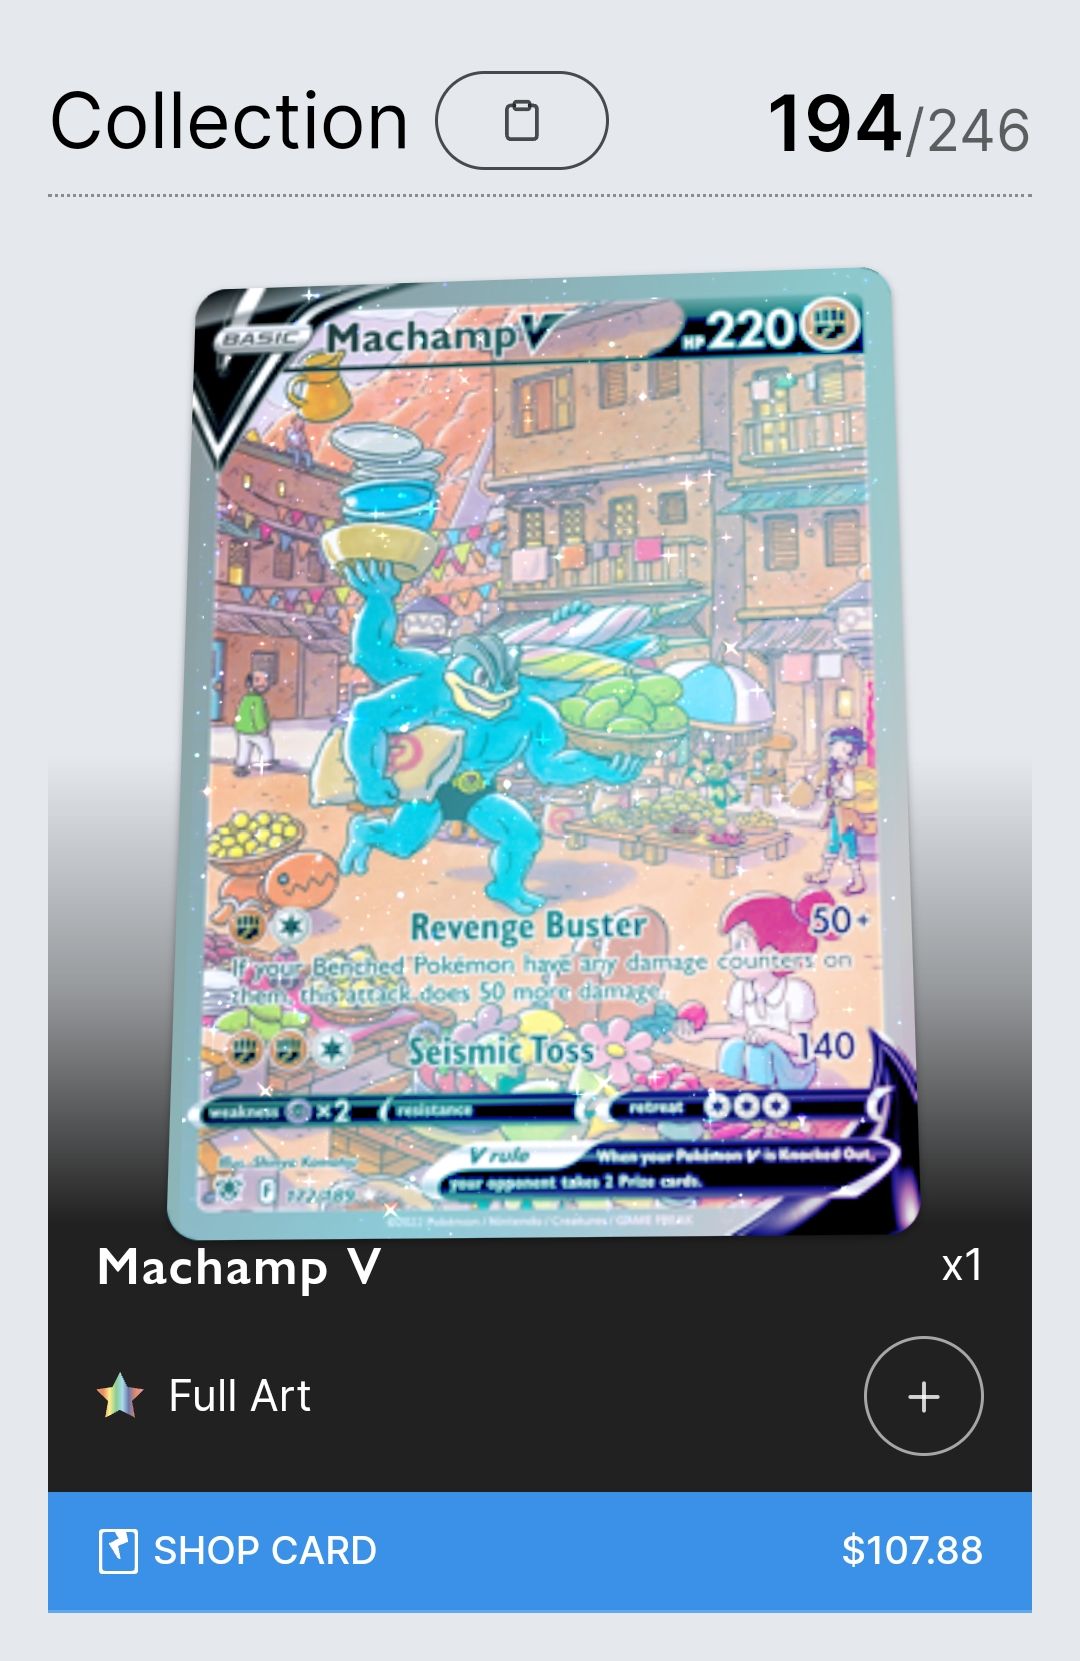 Collection
194/246
BASIC Machamp V HP 220
Revenge Buster 50+
If your Benched Pokémon have any damage counters on
them, this attack does 50 more damage.
Seismic Toss 140
weakness ×2 resistance retreat
V rule When your Pokémon V is Knocked Out,
your opponent takes 2 Prize cards.
Illus. Shinya Komatsu
F 172/189
©2022 Pokémon / Nintendo / Creatures / GAME FREAK
Machamp V x1
Full Art
SHOP CARD $107.88